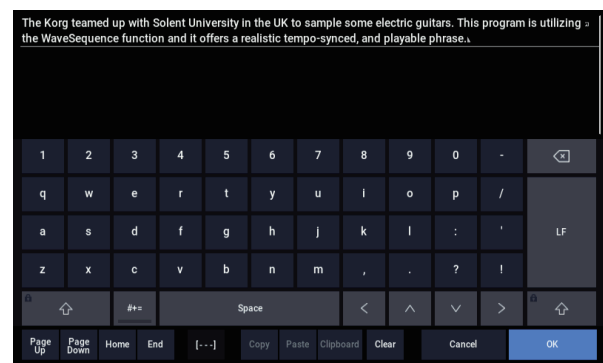 The Korg teamed up with Solent University in the UK to sample some electric guitars. This program is utilizing
the WaveSequence function and it offers a realistic tempo-synced, and playable phrase.
1 2 3 4 5 6 7 8 9 0 -
q w e r t y u i o p /
a s d f g h j k l : ' LF
z x c v b n m , . ? !
#+= Space < ^ ∨ >
Page Up Page Down Home End [---] Copy Paste Clipboard Clear Cancel OK